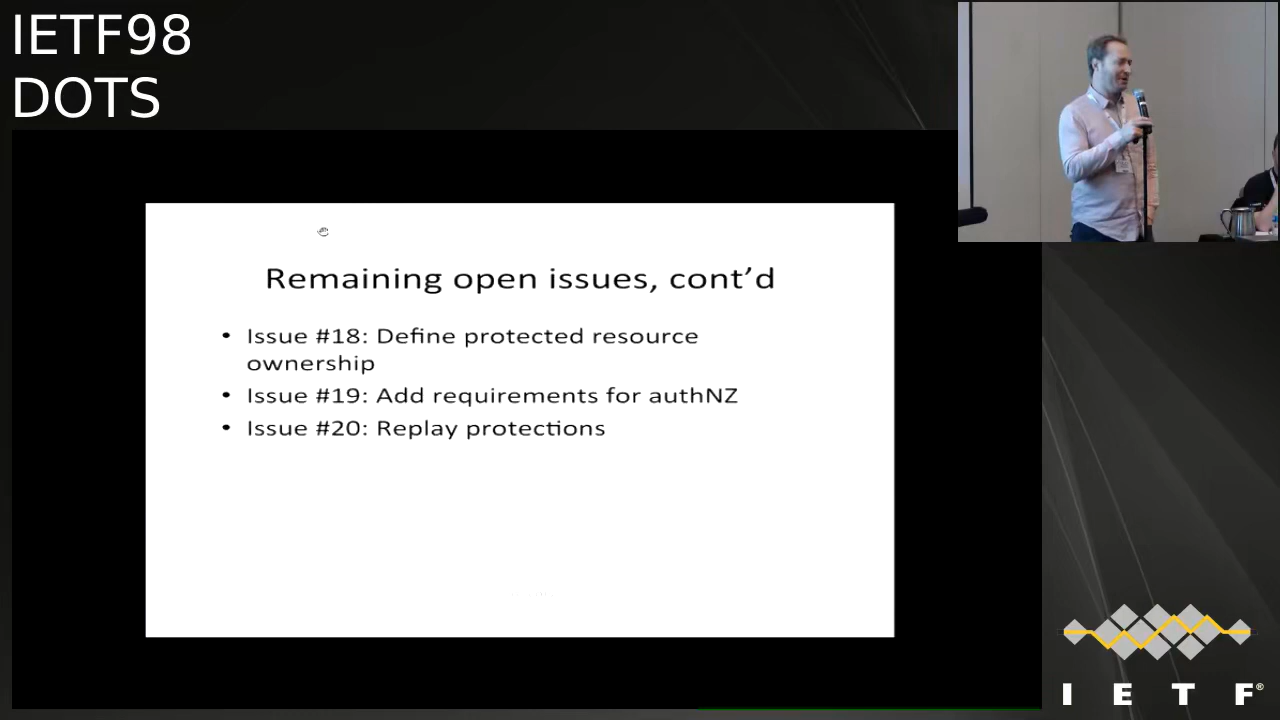 IETF98
DOTS
Remaining open issues, cont’d
• Issue #18: Define protected resource
ownership
• Issue #19: Add requirements for authNZ
• Issue #20: Replay protections
I E T F®